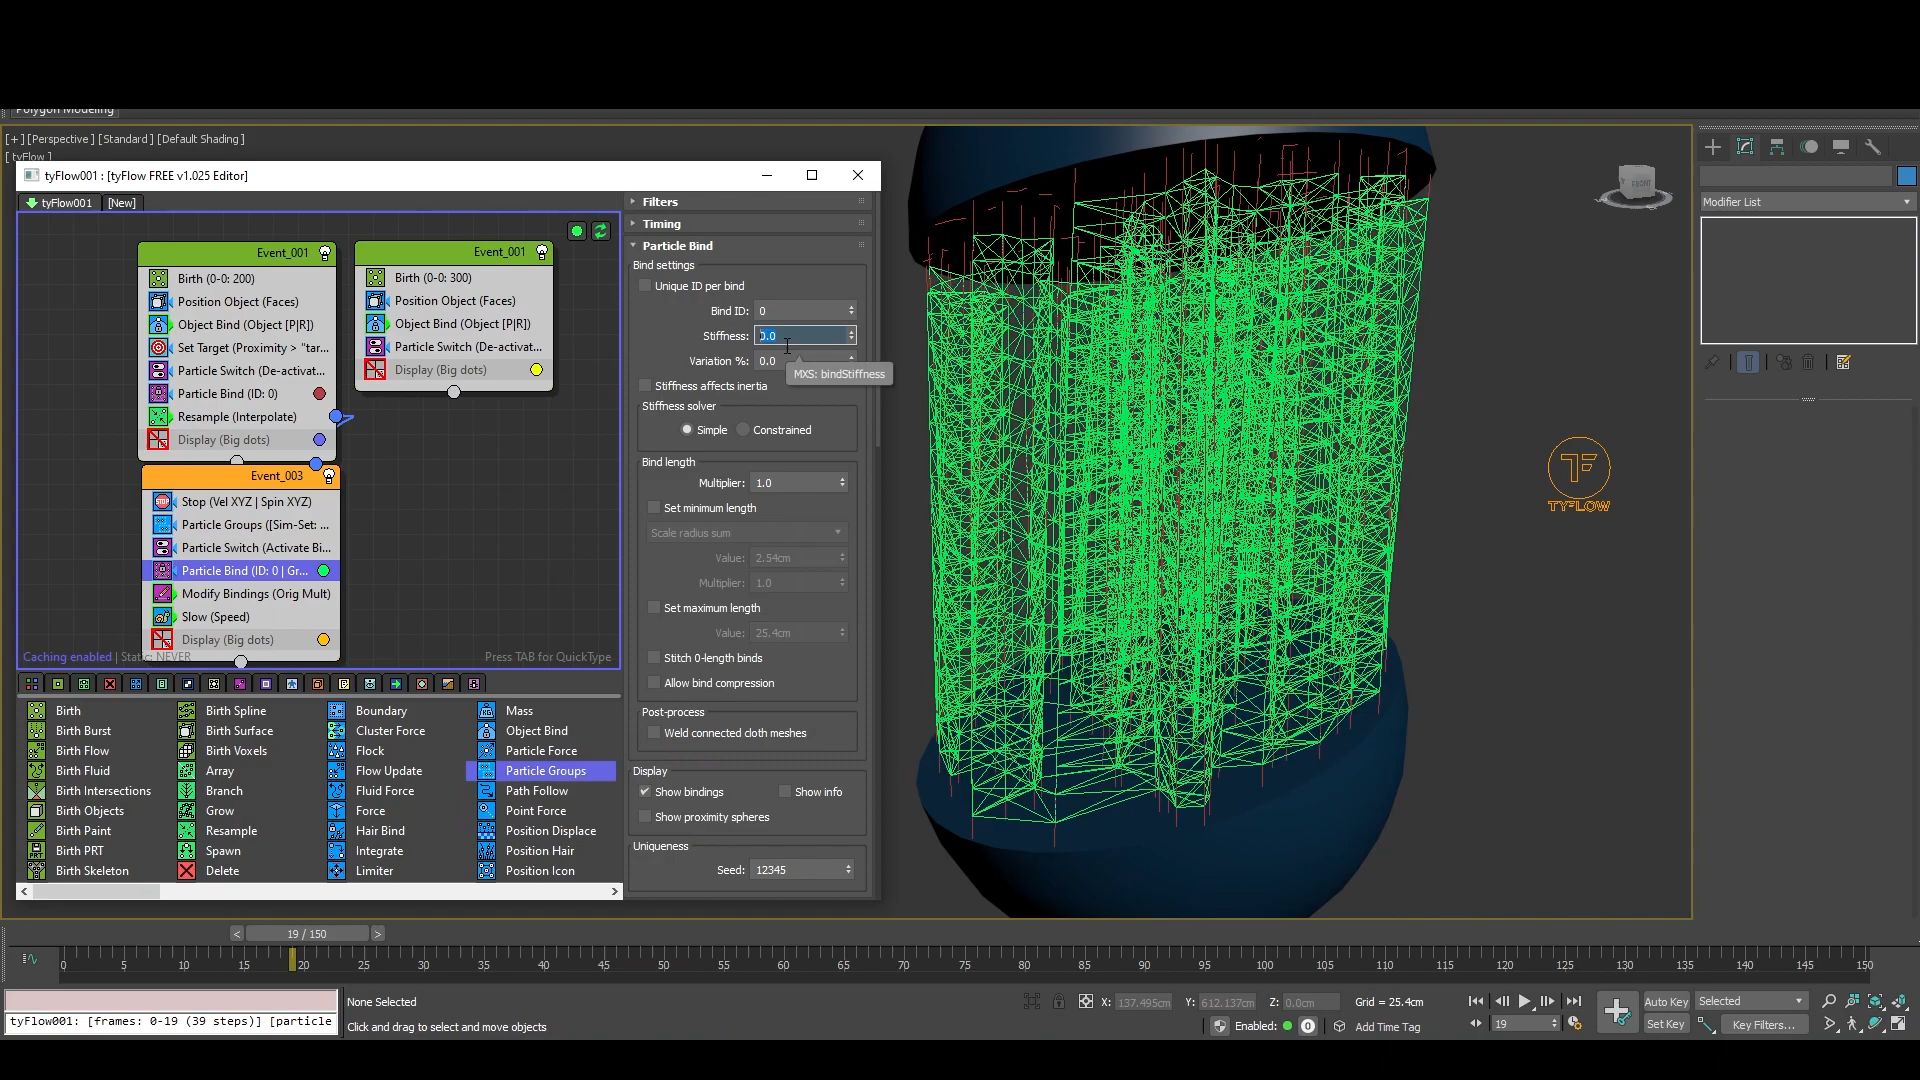 Polygon Modeling
[+] [Perspective ] [Standard ] [Default Shading ]
[ tyFlow ]
tyFlow001 : [tyFlow FREE v1.025 Editor]
tyFlow001
[New]
Event_001
Birth (0-0: 200)
Position Object (Faces)
Object Bind (Object [P|R])
Set Target (Proximity > "tar...
Particle Switch (De-activat...
Particle Bind (ID: 0)
Resample (Interpolate)
Display (Big dots)
Event_001
Birth (0-0: 300)
Position Object (Faces)
Object Bind (Object [P|R])
Particle Switch (De-activat...
Display (Big dots)
Event_003
Stop (Vel XYZ | Spin XYZ)
Particle Groups ([Sim-Set: ...
Particle Switch (Activate Bi...
Particle Bind (ID: 0 | Gr...
Modify Bindings (Orig Mult)
Slow (Speed)
Display (Big dots)
Caching enabled | Static: NEVER
Press TAB for QuickType
Birth
Birth Burst
Birth Flow
Birth Fluid
Birth Intersections
Birth Objects
Birth Paint
Birth PRT
Birth Skeleton
Birth Spline
Birth Surface
Birth Voxels
Array
Branch
Grow
Resample
Spawn
Delete
Boundary
Cluster Force
Flock
Flow Update
Fluid Force
Force
Hair Bind
Integrate
Limiter
Mass
Object Bind
Particle Force
Particle Groups
Path Follow
Point Force
Position Displace
Position Hair
Position Icon
Filters
Timing
Particle Bind
Bind settings
Unique ID per bind
Bind ID: 0
Stiffness: 0.0
Variation %: 0.0
MXS: bindStiffness
Stiffness affects inertia
Stiffness solver
Simple Constrained
Bind length
Multiplier: 1.0
Set minimum length
Scale radius sum
Value: 2.54cm
Multiplier: 1.0
Set maximum length
Value: 25.4cm
Stitch 0-length binds
Allow bind compression
Post-process
Weld connected cloth meshes
Display
Show bindings Show info
Show proximity spheres
Uniqueness
Seed: 12345
FRONT
TF
TYFLOW
Modifier List
< 19 / 150 >
0 5 10 15 20 25 30 35 40 45 50 55 60 65 70 75 80 85 90 95 100 105 110 115 120 125 130 135 140 145 150
None Selected
X: 137.495cm Y: 612.137cm Z: 0.0cm Grid = 25.4cm
Auto Key Selected
tyFlow001: [frames: 0-19 (39 steps)] [particle
Click and drag to select and move objects
Enabled: 0 Add Time Tag
19
Set Key Key Filters...